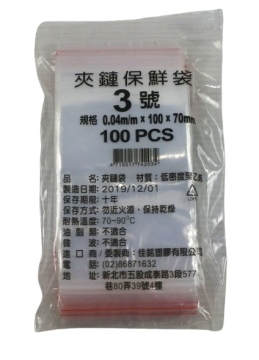 夾鏈保鮮袋
3號
規格 0.04m/m × 100 × 70mm
100 PCS
品 名：夾鏈袋 材質：低密度聚乙烯
製造日期：2019/12/01
保存期限：十年
保存方式：勿近火源，保持乾燥
耐熱溫度：70~90℃
油 脂 類：不適合
微 波：不適合
進 口 商／委製商：佳銘塑膠有限公司
電 話：(02)86871632
地 址：新北市五股成泰路3段577
巷80弄39號4樓